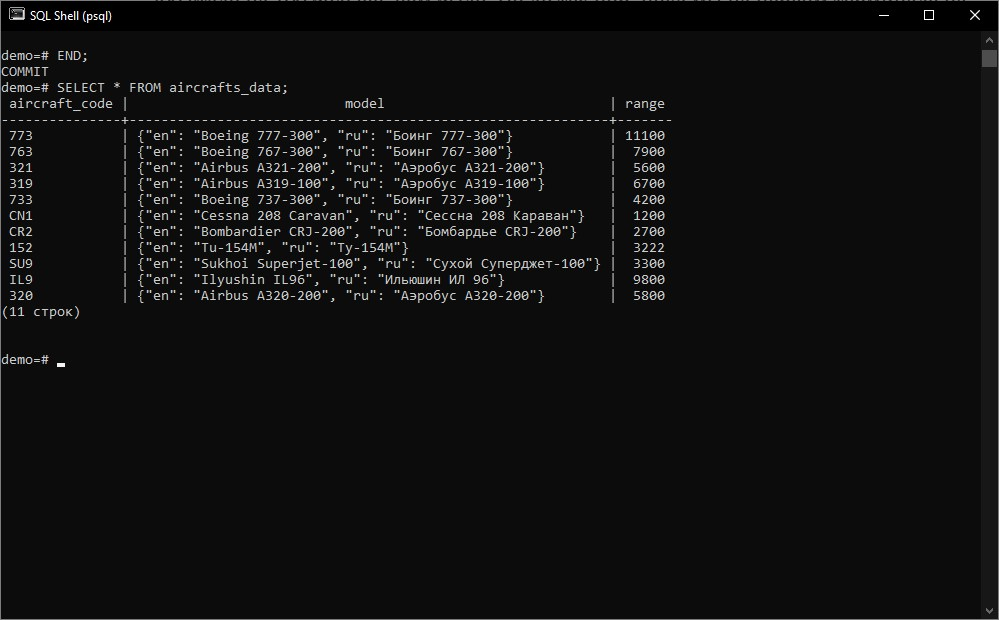 SQL Shell (psql)
demo=# END;
COMMIT
demo=# SELECT * FROM aircrafts_data;
 aircraft_code |                           model                            | range
---------------+------------------------------------------------------------+-------
 773           | {"en": "Boeing 777-300", "ru": "Боинг 777-300"}            | 11100
 763           | {"en": "Boeing 767-300", "ru": "Боинг 767-300"}            |  7900
 321           | {"en": "Airbus A321-200", "ru": "Аэробус A321-200"}        |  5600
 319           | {"en": "Airbus A319-100", "ru": "Аэробус A319-100"}        |  6700
 733           | {"en": "Boeing 737-300", "ru": "Боинг 737-300"}            |  4200
 CN1           | {"en": "Cessna 208 Caravan", "ru": "Сессна 208 Караван"}   |  1200
 CR2           | {"en": "Bombardier CRJ-200", "ru": "Бомбардье CRJ-200"}    |  2700
 152           | {"en": "Tu-154M", "ru": "Ту-154М"}                         |  3222
 SU9           | {"en": "Sukhoi Superjet-100", "ru": "Сухой Суперджет-100"} |  3300
 IL9           | {"en": "Ilyushin IL96", "ru": "Ильюшин ИЛ 96"}             |  9800
 320           | {"en": "Airbus A320-200", "ru": "Аэробус A320-200"}        |  5800
(11 строк)
demo=#